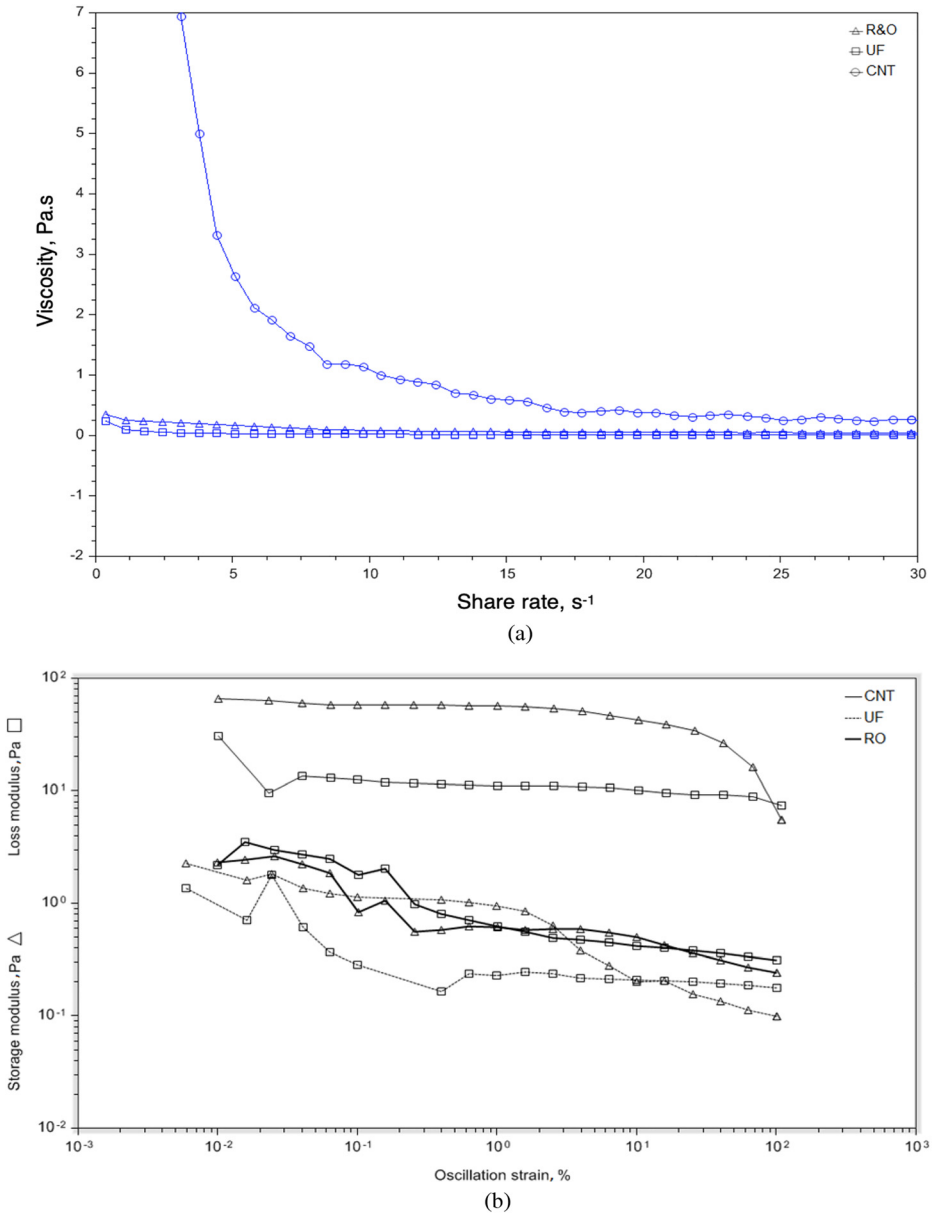 7
6
5
4
3
2
1
0
-1
-2
Viscosity, Pa.s
R&O
UF
CNT
0 5 10 15 20 25 30
Share rate, s-1
(a)
10^2
10^1
10^0
10^-1
10^-2
Storage modulus,Pa △ Loss modulus,Pa □
CNT
UF
RO
10^-3 10^-2 10^-1 10^0 10^1 10^2 10^3
Oscillation strain, %
(b)